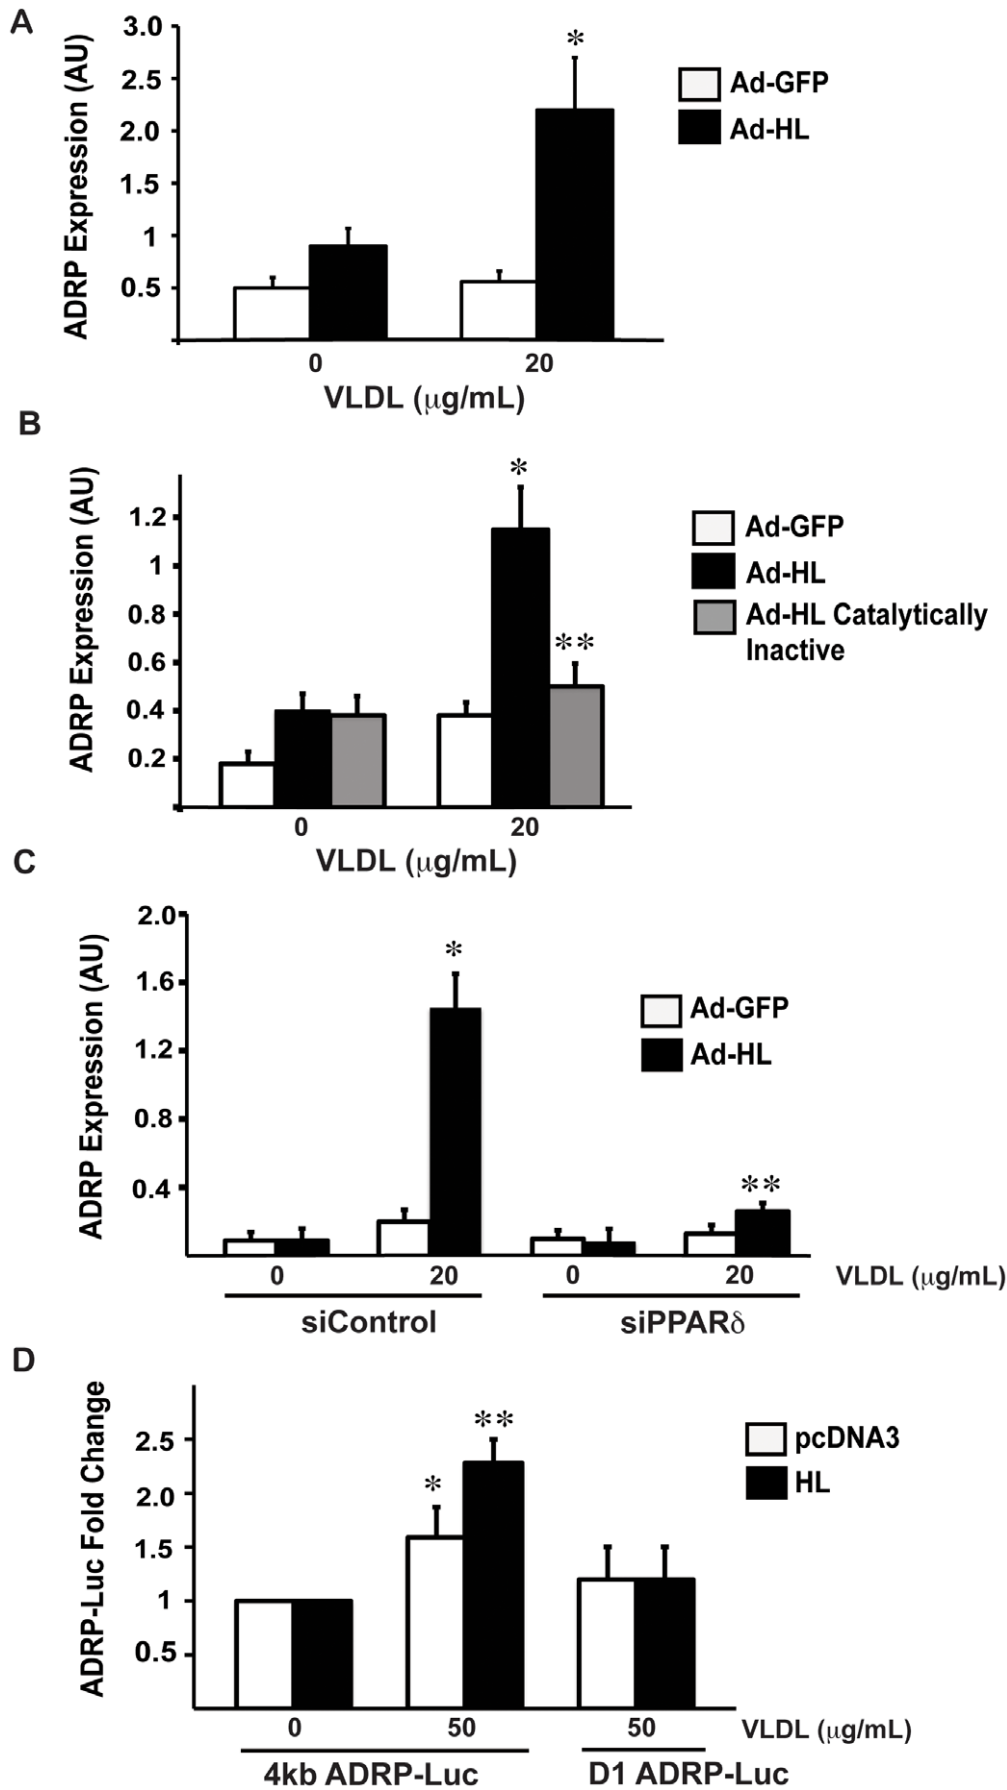 A
ADRP Expression (AU)
3.0
2.5
2.0
1.5
1
0.5
*
Ad-GFP
Ad-HL
0 20
VLDL (μg/mL)
B
ADRP Expression (AU)
1.2
1
0.8
0.6
0.4
0.2
*
**
Ad-GFP
Ad-HL
Ad-HL Catalytically
Inactive
0 20
VLDL (μg/mL)
C
ADRP Expression (AU)
2.0
1.6
1.2
0.8
0.4
*
**
Ad-GFP
Ad-HL
0 20 0 20 VLDL (μg/mL)
siControl siPPARδ
D
ADRP-Luc Fold Change
2.5
2.0
1.5
1
0.5
*
**
pcDNA3
HL
0 50 50 VLDL (μg/mL)
4kb ADRP-Luc D1 ADRP-Luc